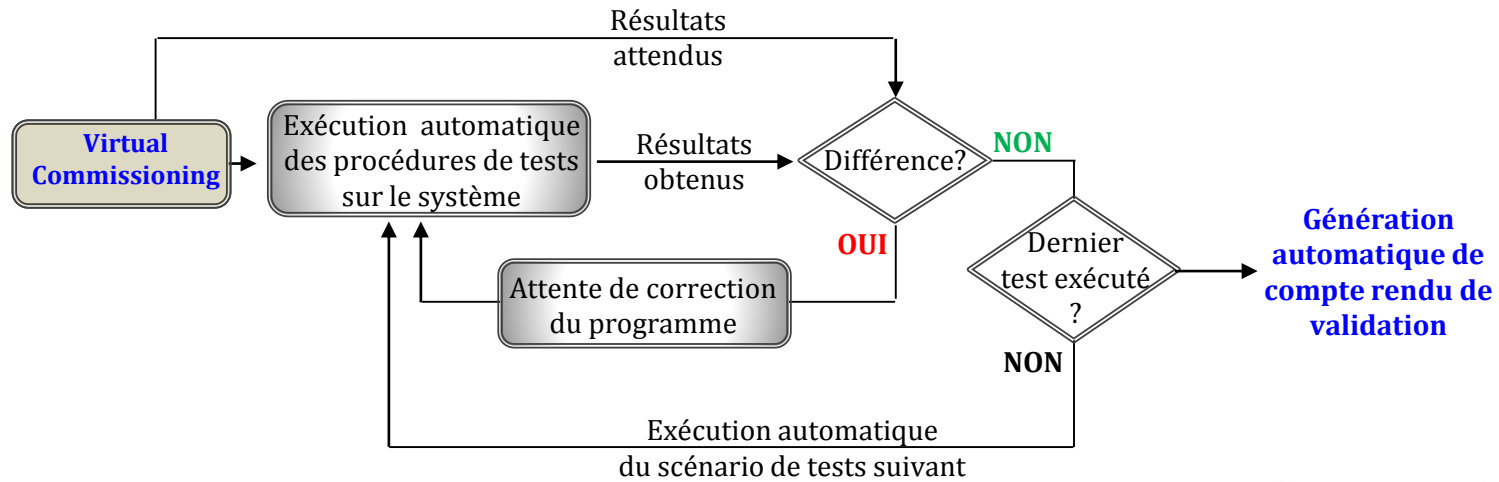 Résultats
attendus
Virtual
Commissioning
Exécution automatique
des procédures de tests
sur le système
Résultats
obtenus
Différence?
NON
OUI
Attente de correction
du programme
Dernier
test exécuté
?
NON
Génération
automatique de
compte rendu de
validation
Exécution automatique
du scénario de tests suivant